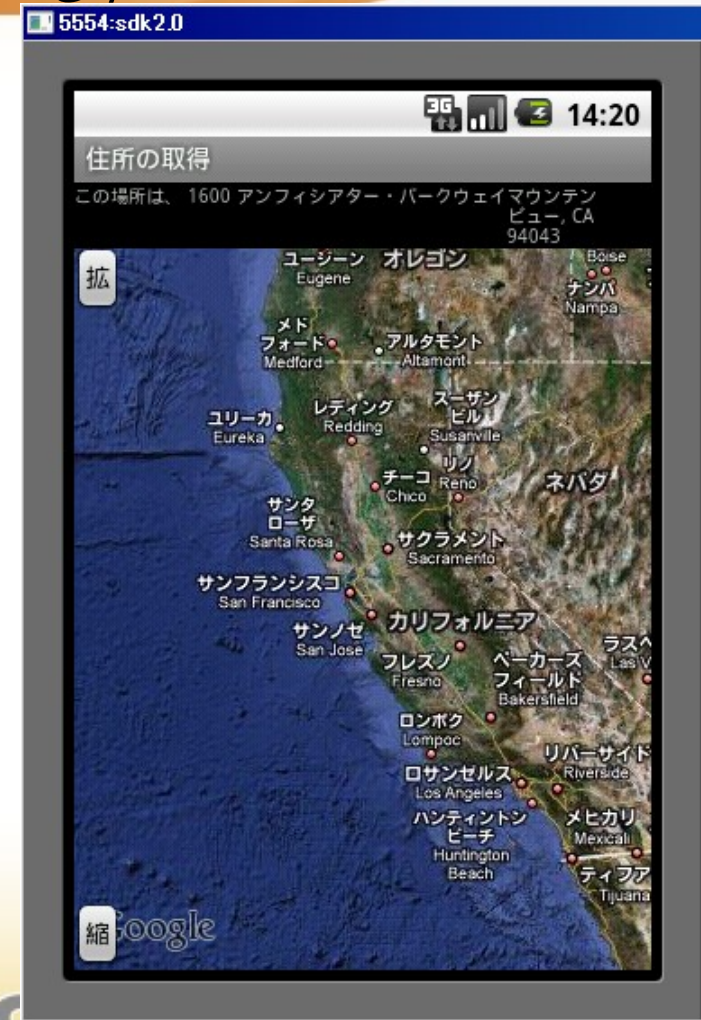 5554:sdk2.0
3G 14:20
住所の取得
この場所は、 1600 アンフィシアター・パークウェイマウンテン
ビュー, CA
94043
拡
ユージーン オレゴン
Eugene
Boise
ナンパ
Nampa
メド
フォード
Medford
アルタモント
Altamont
ユリーカ
Eureka
レディング
Redding
スーザン
ビル
Susanville
チーコ
Chico
リノ
Reno
ネバダ
サンタ
ローザ
Santa Rosa
サクラメント
Sacramento
サンフランシスコ
San Francisco
サンノゼ
San Jose
カリフォルニア
フレズノ
Fresno
ベーカーズ
フィールド
Bakersfield
ラスベ
Las V
ロンポク
Lompoc
ロサンゼルス
Los Angeles
リバーサイド
Riverside
ハンティントン
ビーチ
Huntington
Beach
メヒカリ
Mexicali
ティフア
Tijuana
縮
Google